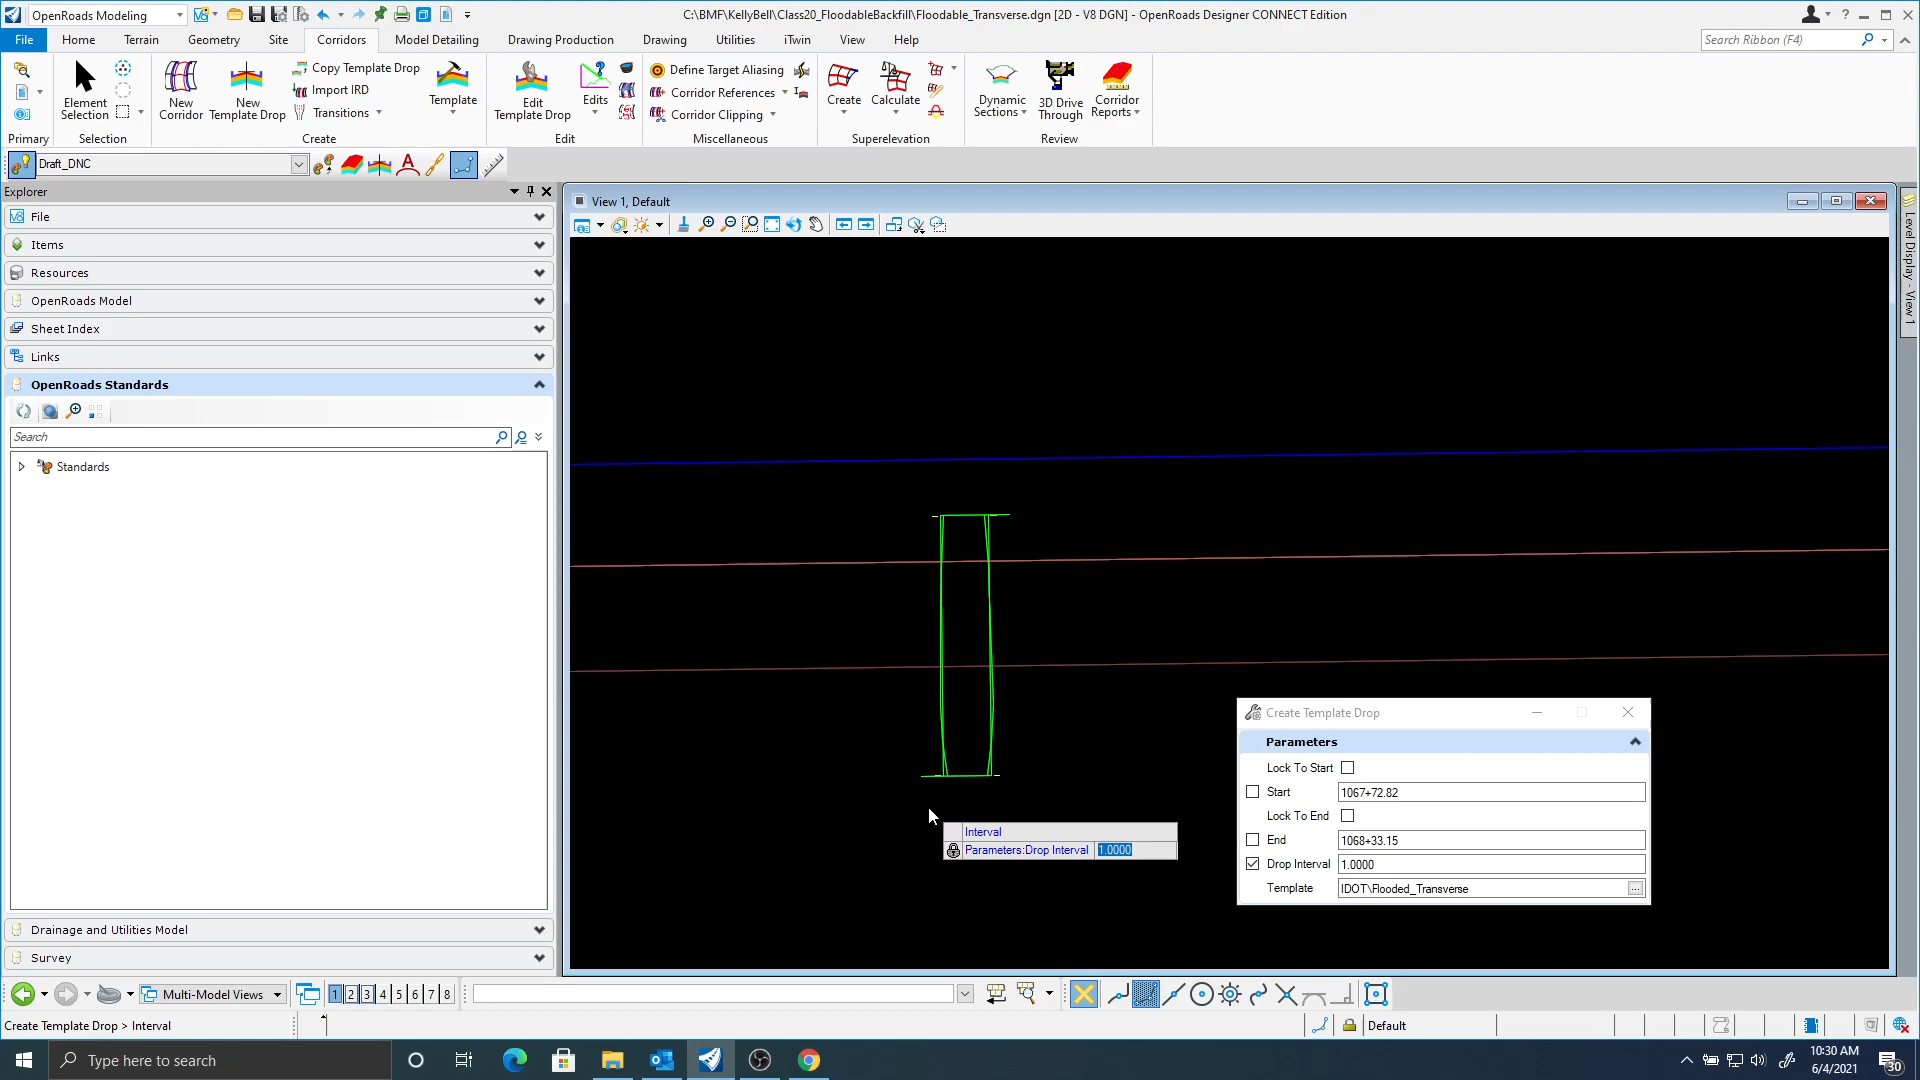 OpenRoads Modeling
C:\BMF\KellyBell\Class20_FloodableBackfill\Floodable_Transverse.dgn [2D - V8 DGN] - OpenRoads Designer CONNECT Edition
File Home Terrain Geometry Site Corridors Model Detailing Drawing Production Drawing Utilities iTwin View Help
Search Ribbon (F4)
Element Selection
New Corridor
New Template Drop
Copy Template Drop
Import IRD
Transitions
Template
Edit Template Drop
Edits
Define Target Aliasing
Corridor References
Corridor Clipping
Create
Calculate
Dynamic Sections
3D Drive Through
Corridor Reports
Primary Selection Create Edit Miscellaneous Superelevation Review
Draft_DNC
Explorer
File
Items
Resources
OpenRoads Model
Sheet Index
Links
OpenRoads Standards
Search
Standards
Drainage and Utilities Model
Survey
View 1, Default
Level Display - View 1
Interval
Parameters:Drop Interval 1.0000
Create Template Drop
Parameters
Lock To Start
Start 1067+72.82
Lock To End
End 1068+33.15
Drop Interval 1.0000
Template IDOT\Flooded_Transverse
Multi-Model Views
1 2 3 4 5 6 7 8
Create Template Drop > Interval
Default
Type here to search
10:30 AM
6/4/2021
30